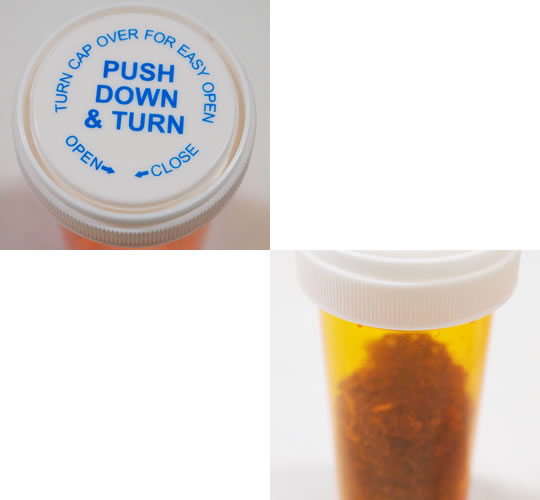 TURN CAP OVER FOR EASY OPEN
PUSH
DOWN
& TURN
OPEN CLOSE